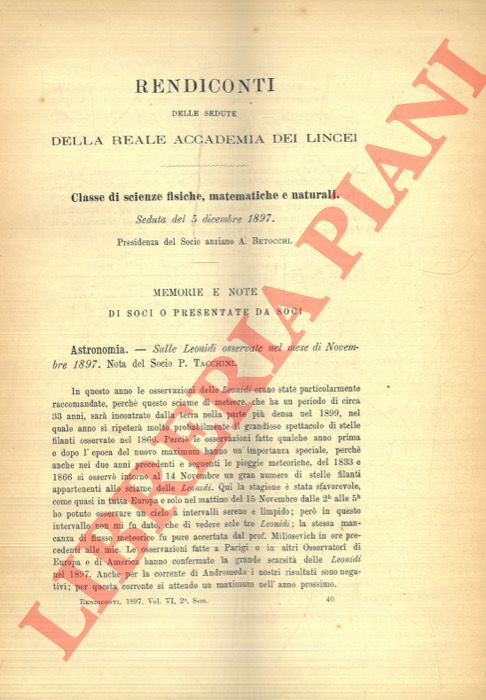 RENDICONTI
DELLE SEDUTE
DELLA REALE ACCADEMIA DEI LINCEI
Classe di scienze fisiche, matematiche e naturali.
Seduta del 5 dicembre 1897.
Presidenza del Socio anziano A. BETOCCHI.
MEMORIE E NOTE
DI SOCI O PRESENTATE DA SOCI
Astronomia. — Sulle Leonidi osservate nel mese di Novem-
bre 1897. Nota del Socio P. TACCHINI.
In questo anno le osservazioni delle Leonidi erano state particolarmente
raccomandate, perchè questo sciame di meteore, che ha un periodo di circa
33 anni, sarà incontrato dalla terra nella parte più densa nel 1899, nel
quale anno si ripeterà molto probabilmente il grandioso spettacolo di stelle
filanti osservate nel 1866. Perciò le osservazioni fatte qualche anno prima
e dopo l'epoca del nuovo maximum hanno un'importanza speciale, perchè
anche nei due anni precedenti e seguenti le pioggie meteoriche, del 1833 e
1866 si osservò intorno al 14 Novembre un gran numero di stelle filanti
appartenenti allo sciame delle Leonidi. Qui la stagione è stata sfavorevole,
come quasi in tutta Europa e solo nel mattino del 15 Novembre dalle 2ʰ alle 5ʰ
ho potuto osservare un cielo a intervalli sereno e limpido; però in questo
intervallo non mi fu dato, che di vedere sole tre Leonidi; la stessa man-
canza di flusso meteorico fu pure accertata dal prof. Millosevich in ore pre-
cedenti alle mie. Le osservazioni fatte a Parigi o in altri Osservatori di
Europa e di America hanno confermato la grande scarsità delle Leonidi
nel 1897. Anche per la corrente di Andromeda i nostri risultati sono nega-
tivi; per questa corrente si attende un maximum nell'anno prossimo.
RENDICONTI. 1897. Vol. VI, 2º Sem. 40
LIBRERIA PIANI